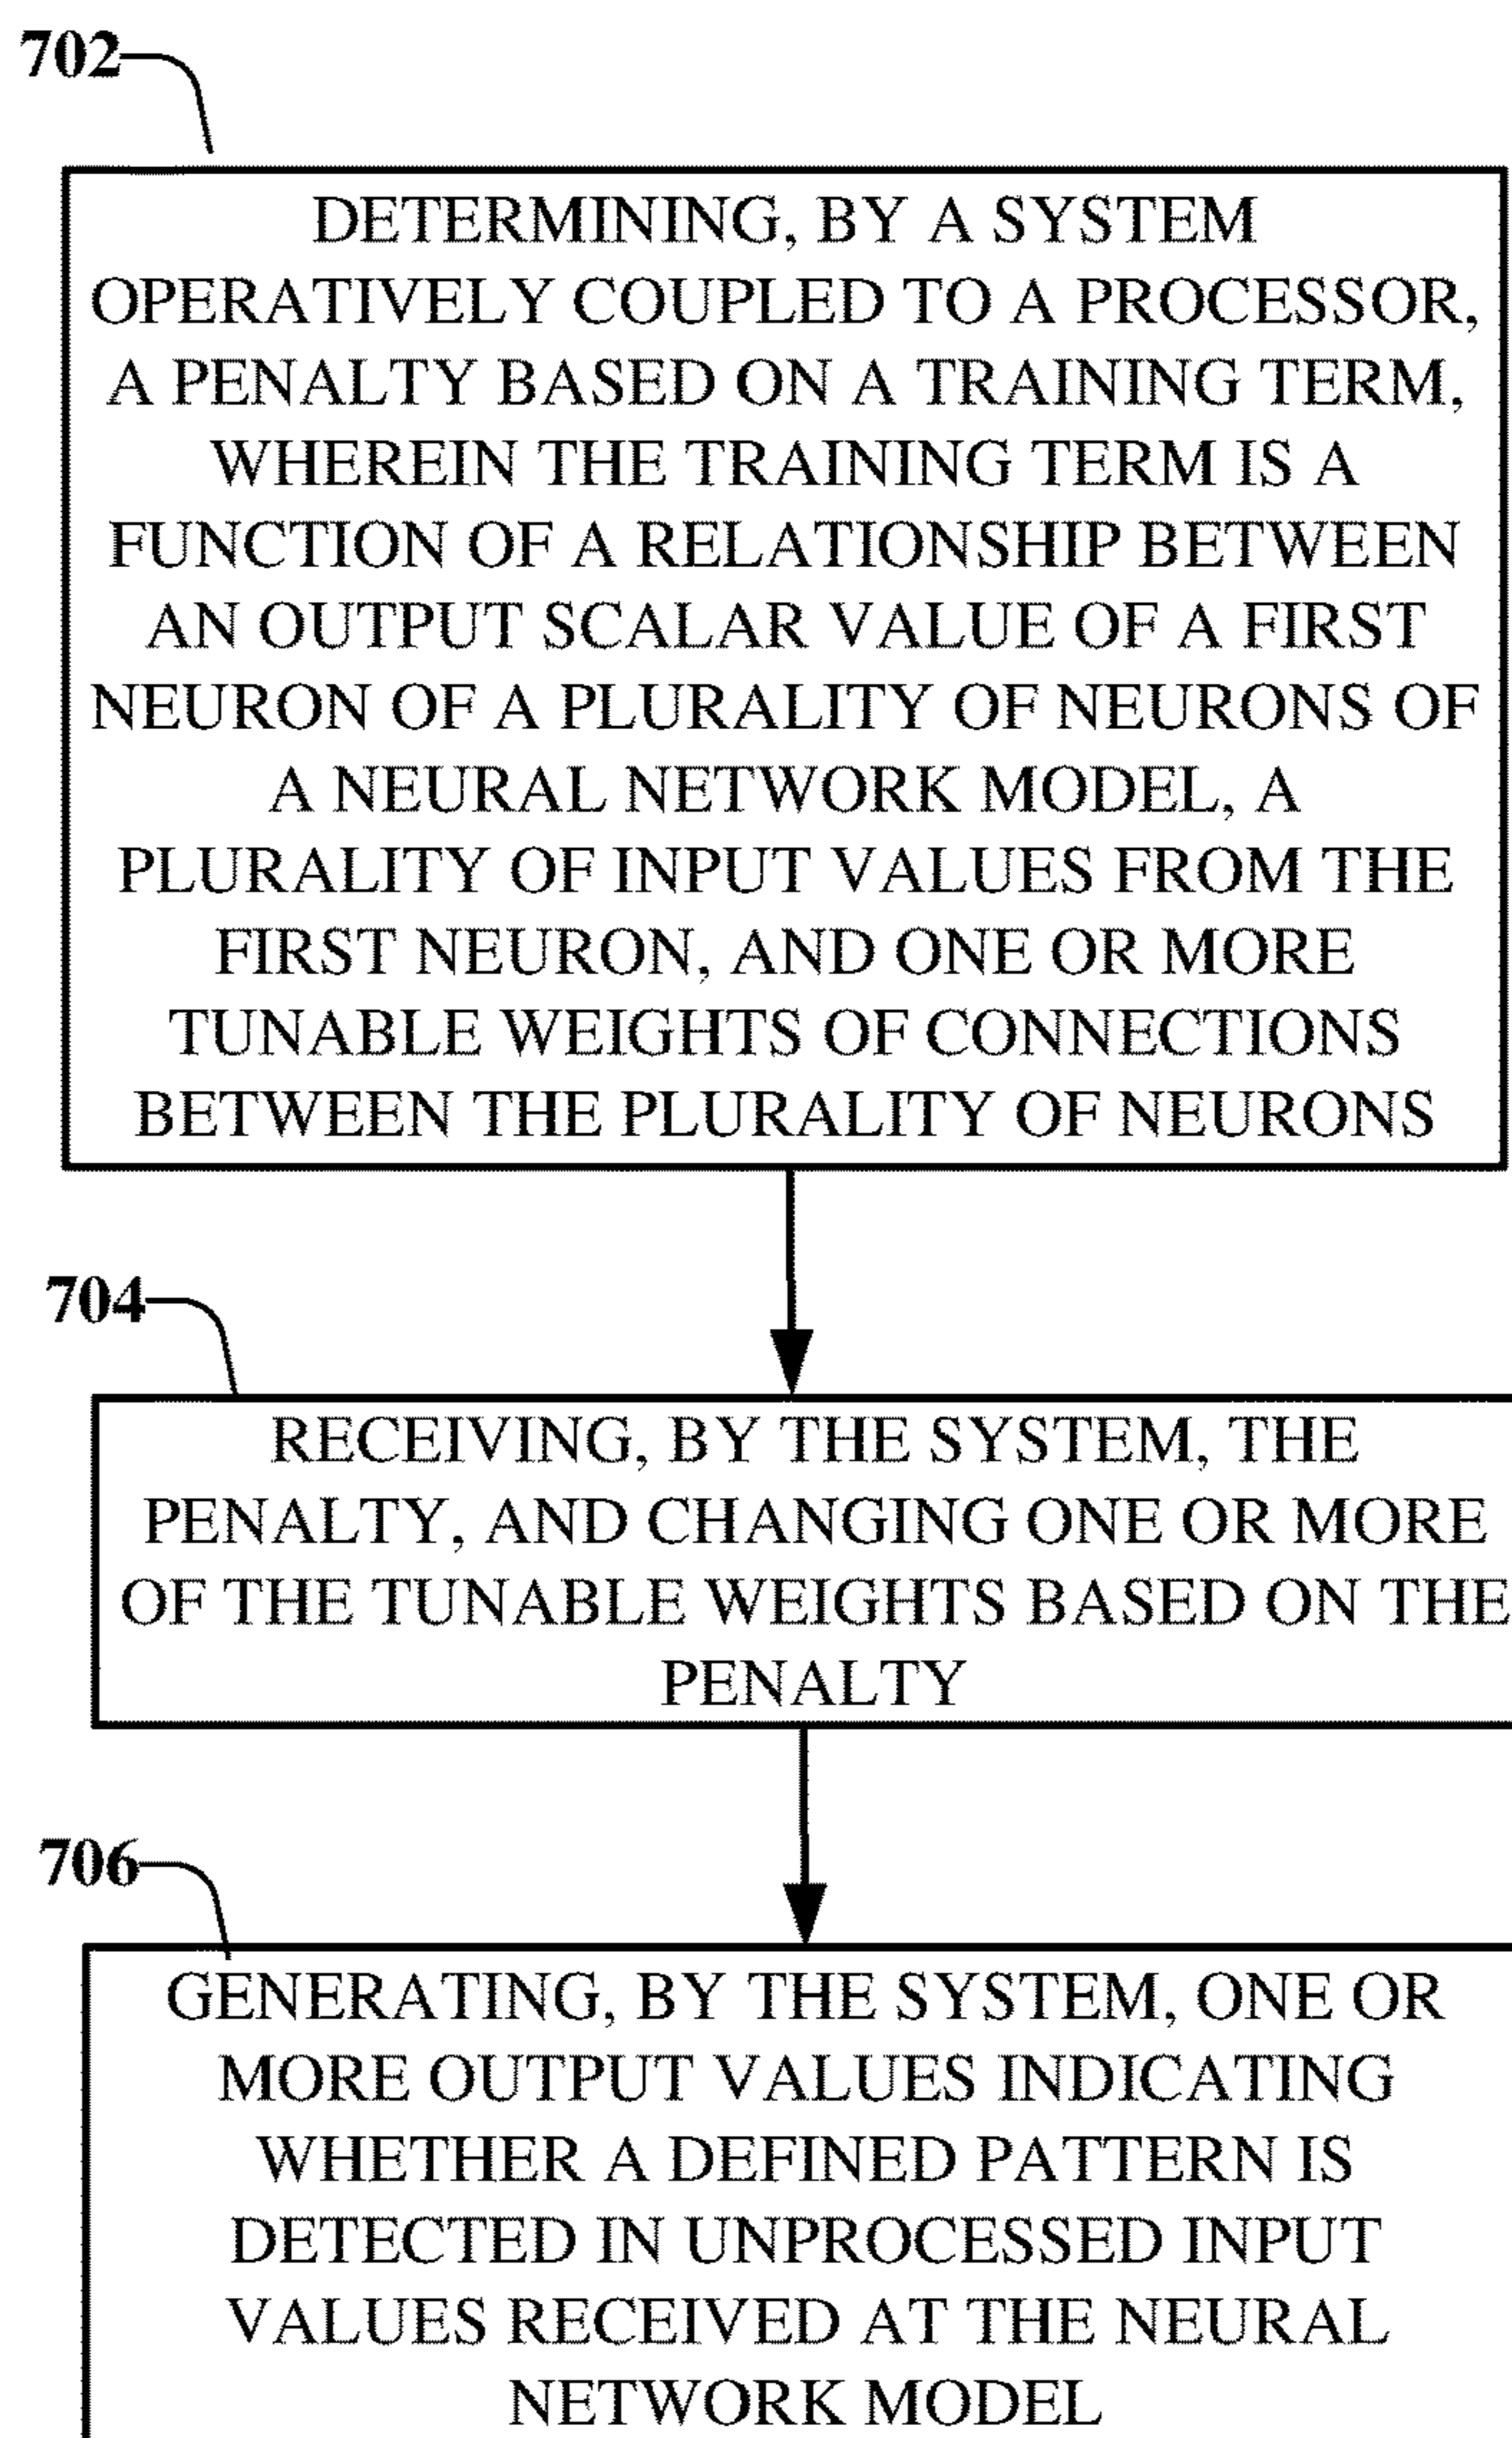 702
DETERMINING, BY A SYSTEM
OPERATIVELY COUPLED TO A PROCESSOR,
A PENALTY BASED ON A TRAINING TERM,
WHEREIN THE TRAINING TERM IS A
FUNCTION OF A RELATIONSHIP BETWEEN
AN OUTPUT SCALAR VALUE OF A FIRST
NEURON OF A PLURALITY OF NEURONS OF
A NEURAL NETWORK MODEL, A
PLURALITY OF INPUT VALUES FROM THE
FIRST NEURON, AND ONE OR MORE
TUNABLE WEIGHTS OF CONNECTIONS
BETWEEN THE PLURALITY OF NEURONS
704
RECEIVING, BY THE SYSTEM, THE
PENALTY, AND CHANGING ONE OR MORE
OF THE TUNABLE WEIGHTS BASED ON THE
PENALTY
706
GENERATING, BY THE SYSTEM, ONE OR
MORE OUTPUT VALUES INDICATING
WHETHER A DEFINED PATTERN IS
DETECTED IN UNPROCESSED INPUT
VALUES RECEIVED AT THE NEURAL
NETWORK MODEL